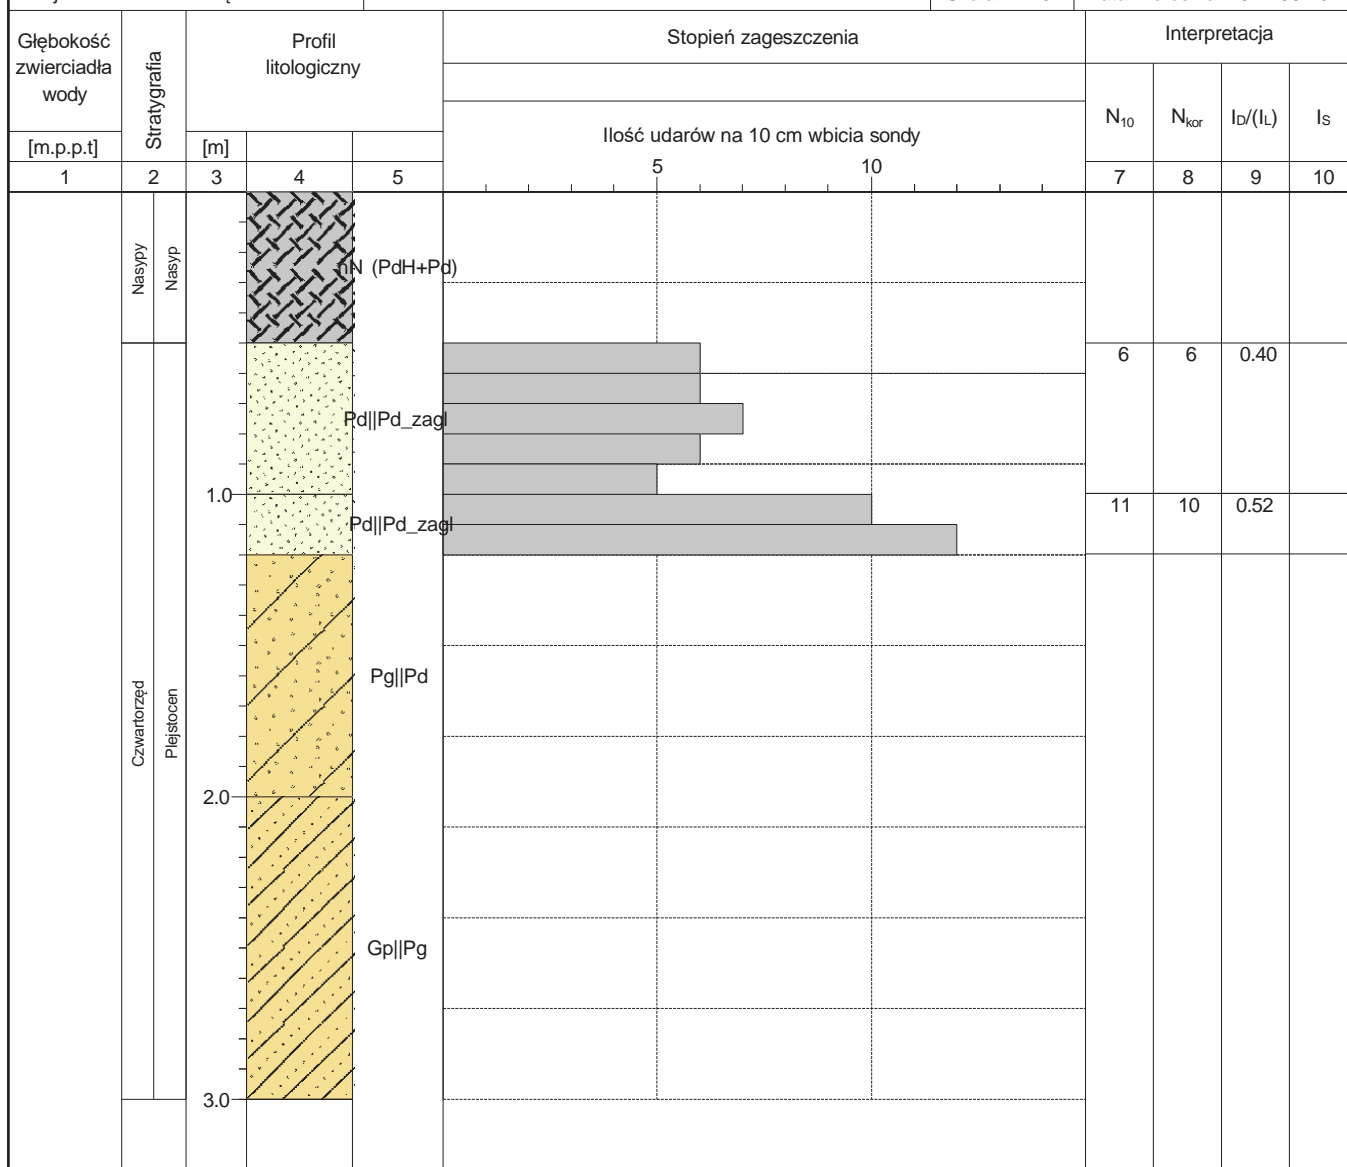 Głębokość zwierciadła wody
Stratygrafia
Profil litologiczny
Stopień zageszczenia
Interpretacja
[m.p.p.t]
[m]
Ilość udarów na 10 cm wbicia sondy
N10
Nkor
ID/(IL)
IS
5 10
1 2 3 4 5 7 8 9 10
Nasypy
Nasyp
nN (PdH+Pd)
6 6 0.40
Pd||Pd_zagl
1.0
11 10 0.52
Pd||Pd_zagl
Czwartorzęd
Plejstocen
Pg||Pd
2.0
Gp||Pg
3.0